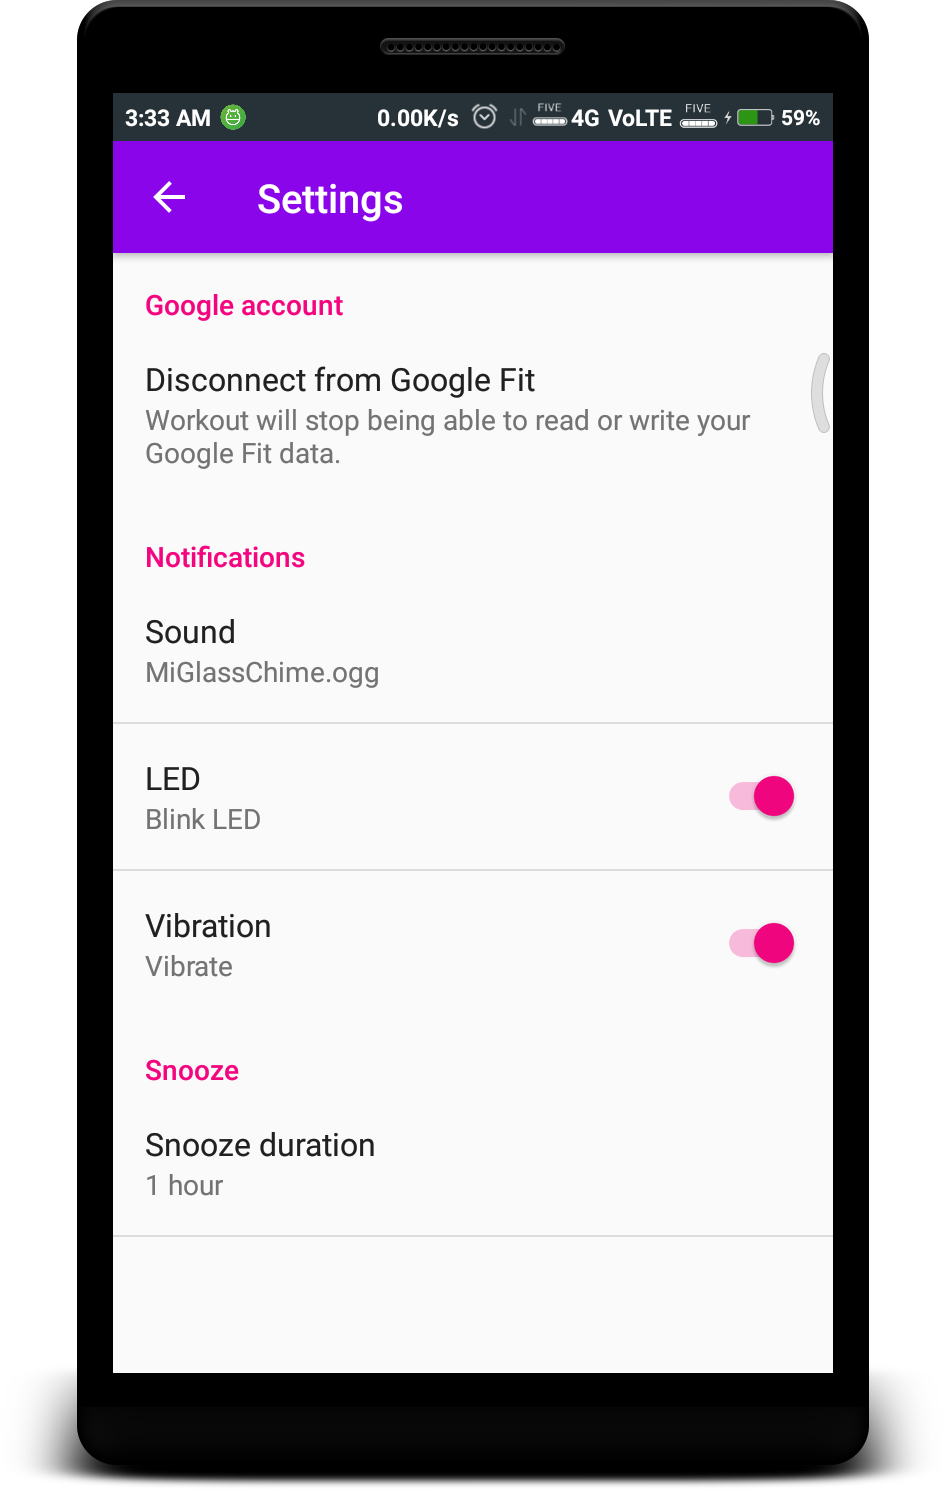 3:33 AM 0.00K/s FIVE 4G VoLTE FIVE 59%
Settings
Google account
Disconnect from Google Fit
Workout will stop being able to read or write your
Google Fit data.
Notifications
Sound
MiGlassChime.ogg
LED
Blink LED
Vibration
Vibrate
Snooze
Snooze duration
1 hour